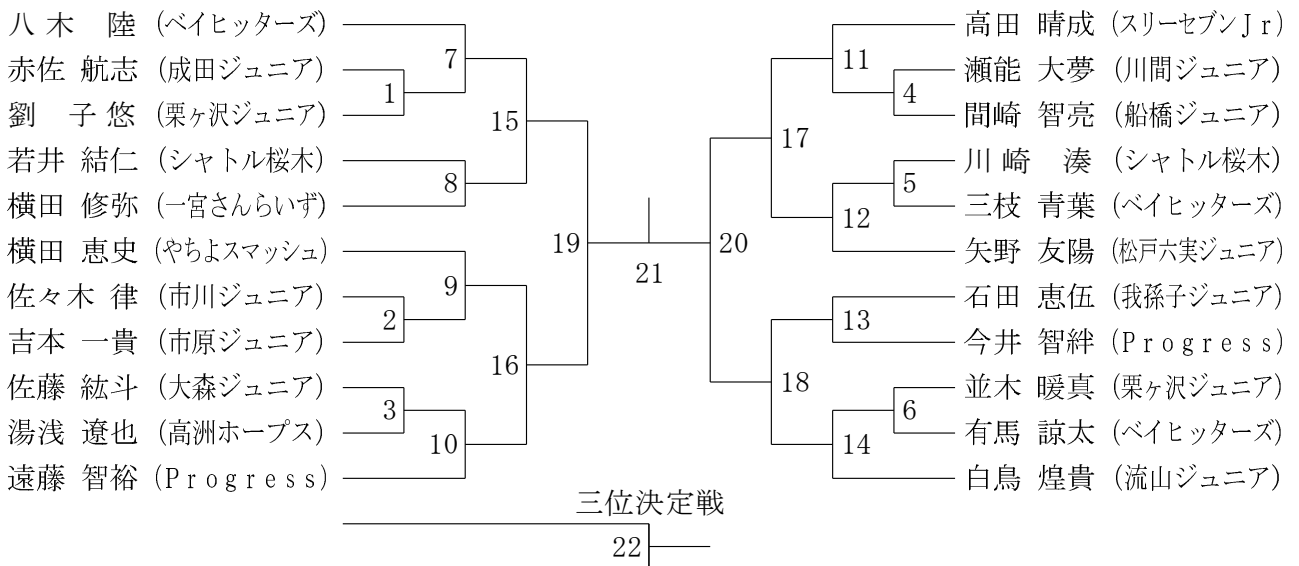 八木 陸 (ベイヒッターズ)
赤佐 航志 (成田ジュニア)
劉 子悠 (栗ヶ沢ジュニア)
若井 結仁 (シャトル桜木)
横田 修弥 (一宮さんらいず)
横田 恵史 (やちよスマッシュ)
佐々木 律 (市川ジュニア)
吉本 一貴 (市原ジュニア)
佐藤 紘斗 (大森ジュニア)
湯浅 遼也 (高洲ホープス)
遠藤 智裕 (Progress)
1
2
3
7
8
9
10
15
16
19
21
20
17
18
11
12
13
14
4
5
6
高田 晴成 (スリーセブンJr)
瀬能 大夢 (川間ジュニア)
間崎 智亮 (船橋ジュニア)
川崎 湊 (シャトル桜木)
三枝 青葉 (ベイヒッターズ)
矢野 友陽 (松戸六実ジュニア)
石田 恵伍 (我孫子ジュニア)
今井 智絆 (Progress)
並木 暖真 (栗ヶ沢ジュニア)
有馬 諒太 (ベイヒッターズ)
白鳥 煌貴 (流山ジュニア)
三位決定戦
22